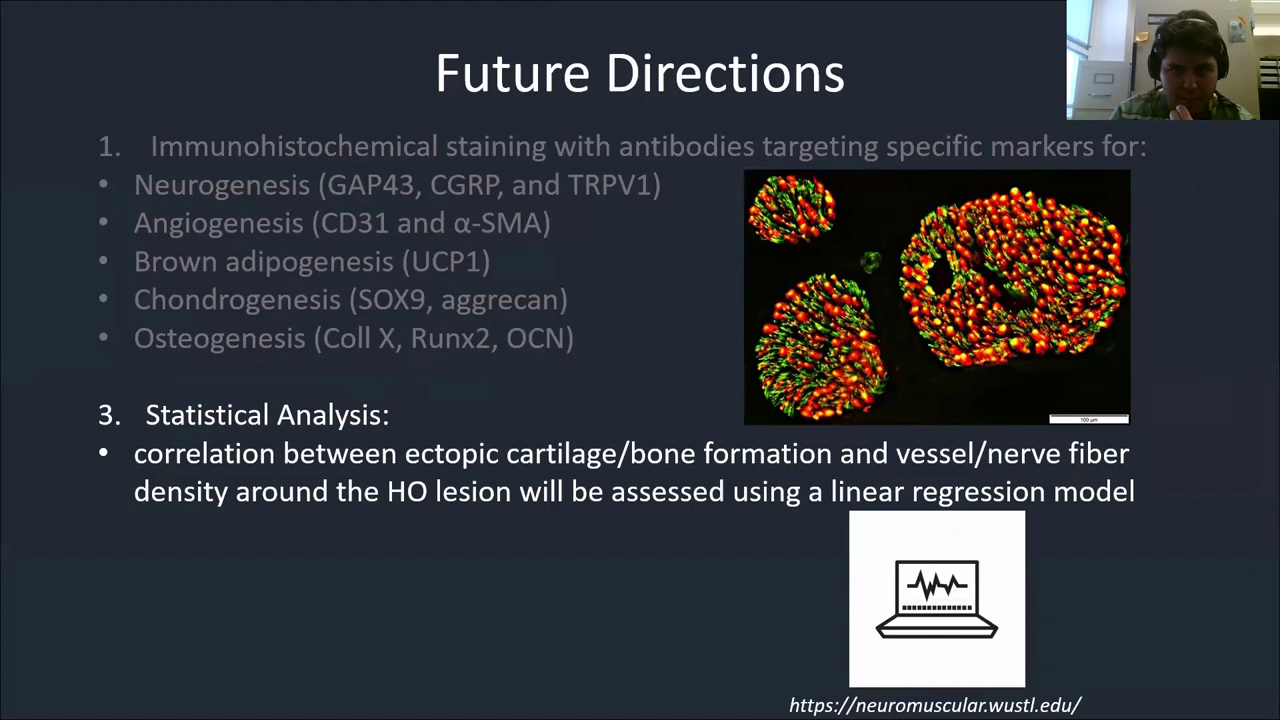 Future Directions
1. Immunohistochemical staining with antibodies targeting specific markers for:
• Neurogenesis (GAP43, CGRP, and TRPV1)
• Angiogenesis (CD31 and α-SMA)
• Brown adipogenesis (UCP1)
• Chondrogenesis (SOX9, aggrecan)
• Osteogenesis (Coll X, Runx2, OCN)
100 μm
3. Statistical Analysis:
• correlation between ectopic cartilage/bone formation and vessel/nerve fiber
density around the HO lesion will be assessed using a linear regression model
https://neuromuscular.wustl.edu/